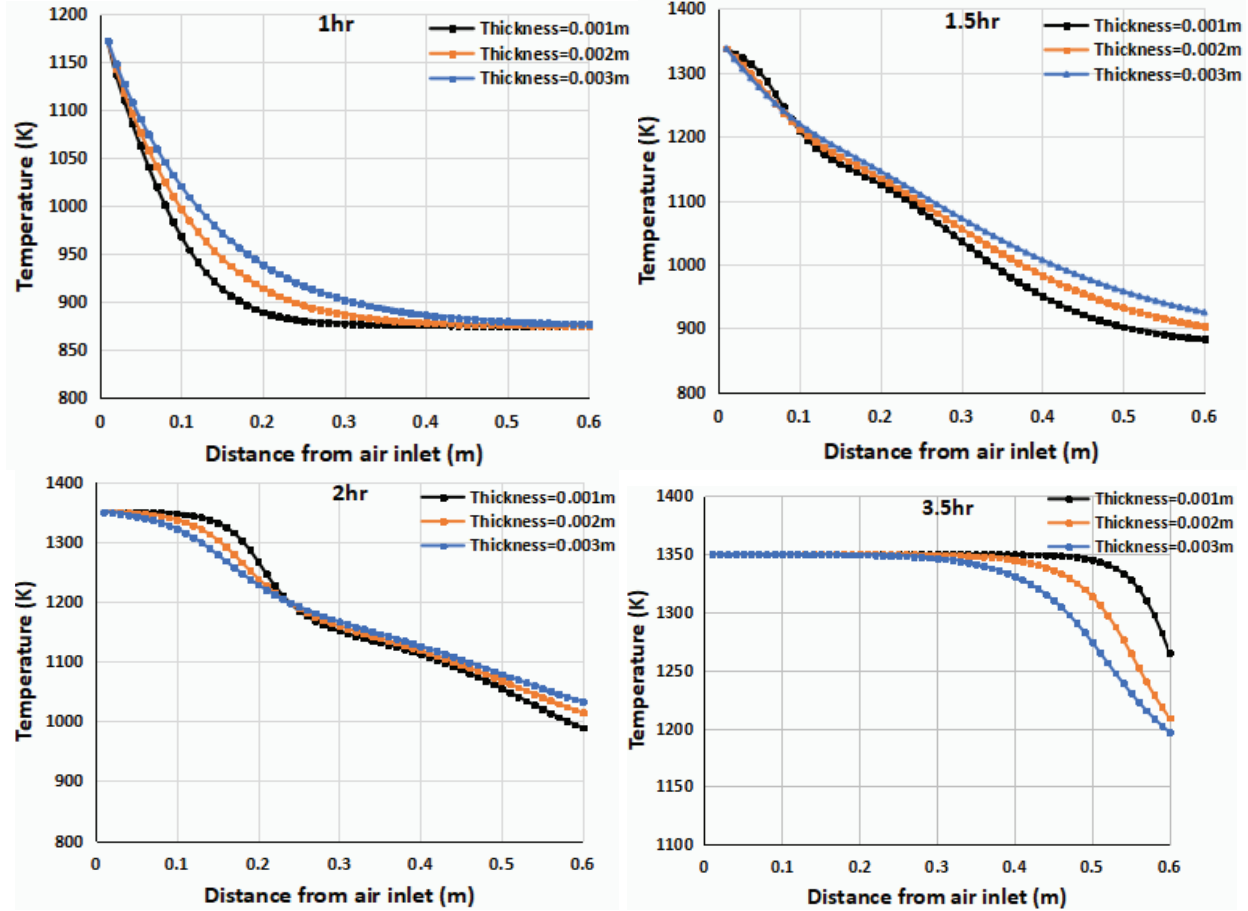 1hr
Thickness=0.001m
Thickness=0.002m
Thickness=0.003m
Temperature (K)
1200
1150
1100
1050
1000
950
900
850
800
0 0.1 0.2 0.3 0.4 0.5 0.6
Distance from air inlet (m)
1.5hr
Thickness=0.001m
Thickness=0.002m
Thickness=0.003m
Temperature (K)
1400
1300
1200
1100
1000
900
800
0 0.1 0.2 0.3 0.4 0.5 0.6
Distance from air inlet (m)
2hr
Thickness=0.001m
Thickness=0.002m
Thickness=0.003m
Temperature (K)
1400
1300
1200
1100
1000
900
800
0 0.1 0.2 0.3 0.4 0.5 0.6
Distance from air inlet (m)
3.5hr
Thickness=0.001m
Thickness=0.002m
Thickness=0.003m
Temperature (K)
1400
1350
1300
1250
1200
1150
1100
0 0.1 0.2 0.3 0.4 0.5 0.6
Distance from air inlet (m)